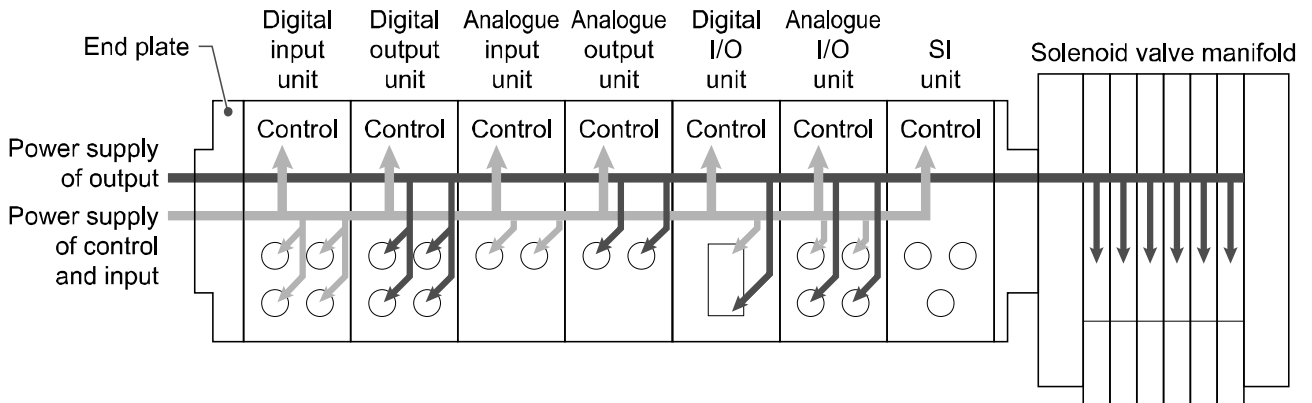 End plate
Digital
input
unit
Digital
output
unit
Analogue
input
unit
Analogue
output
unit
Digital
I/O
unit
Analogue
I/O
unit
SI
unit
Solenoid valve manifold
Control
Control
Control
Control
Control
Control
Control
Power supply
of output
Power supply
of control
and input